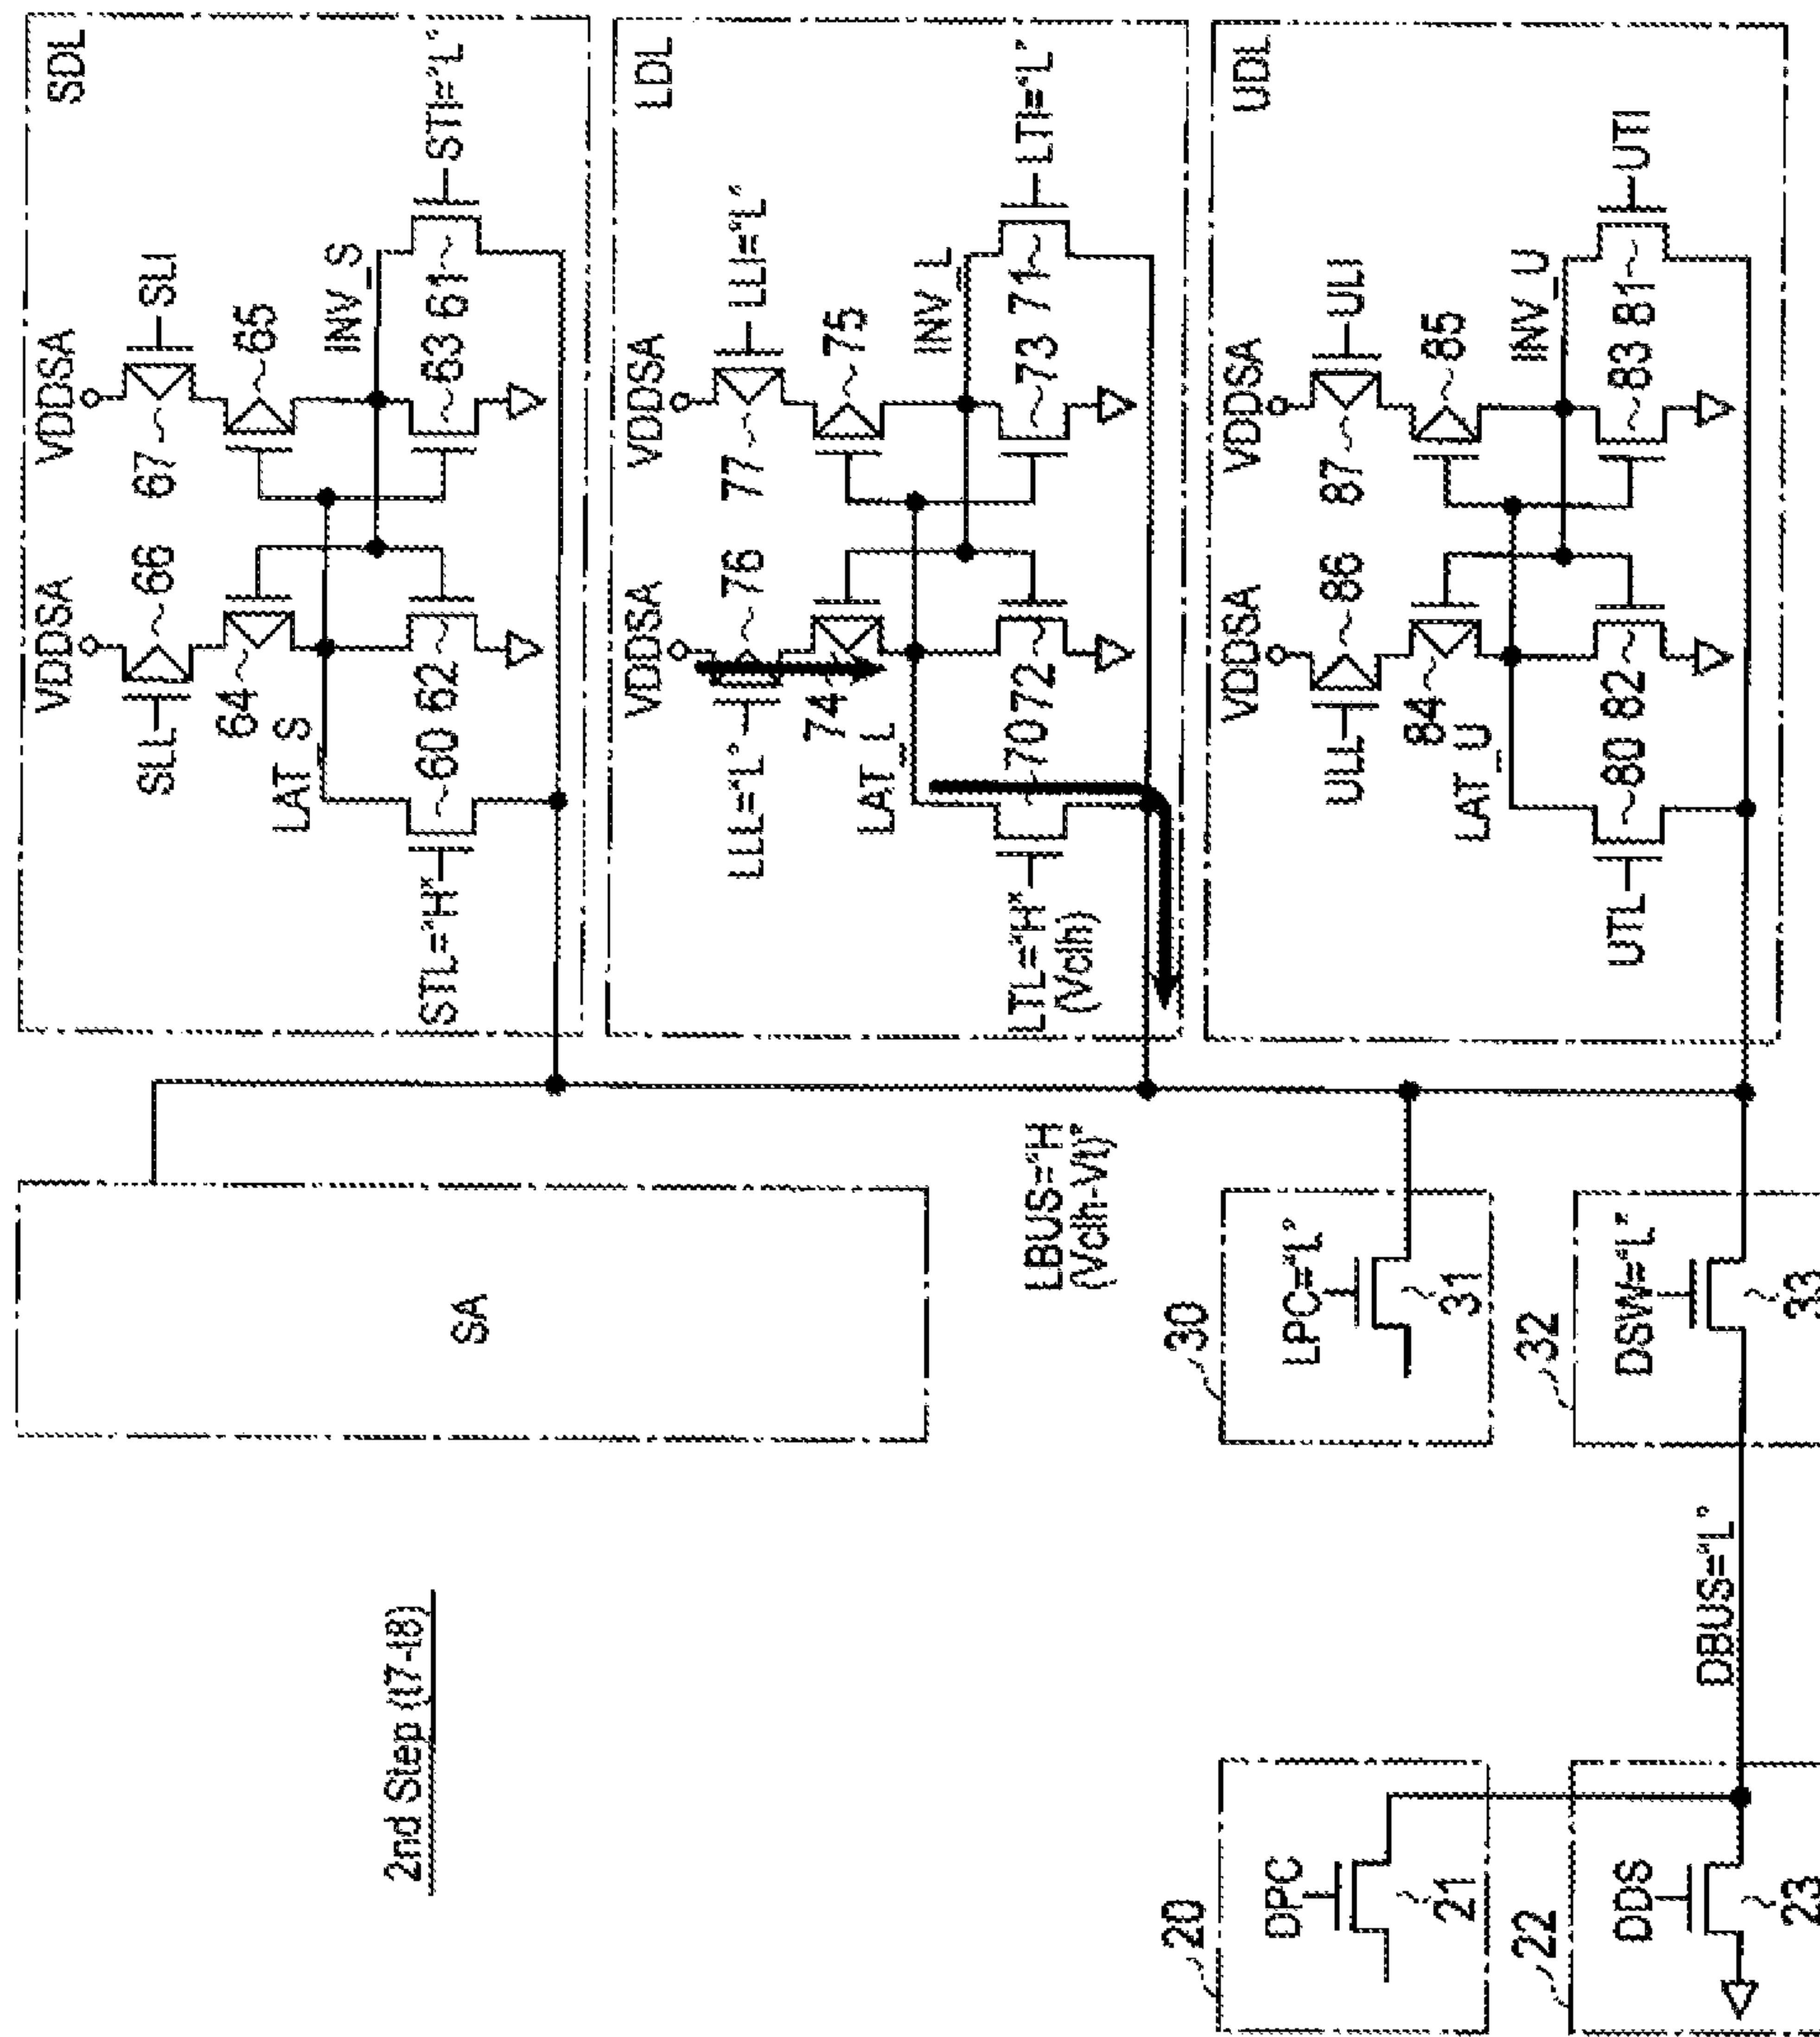 2nd Step (t7-t8)
SA
SDL
VDDSA
VDDSA
SLL
66
67
SLI
64
65
LAT_S
INV_S
STL="H"
60
62
63
61
STI="L"
LDL
VDDSA
VDDSA
LLL="L"
76
77
LLI="L"
74
75
LAT_L
INV_L
LTL="H"
(Vclh)
70
72
73
71
LTI="L"
LBUS="H
(Vclh-Vt)"
UDL
VDDSA
VDDSA
ULL
86
87
ULI
84
85
LAT_U
INV_U
UTL
80
82
83
81
UTI
20
DPC
21
30
LPC="L"
31
22
DDS
23
DBUS="L"
32
DSW="L"
33